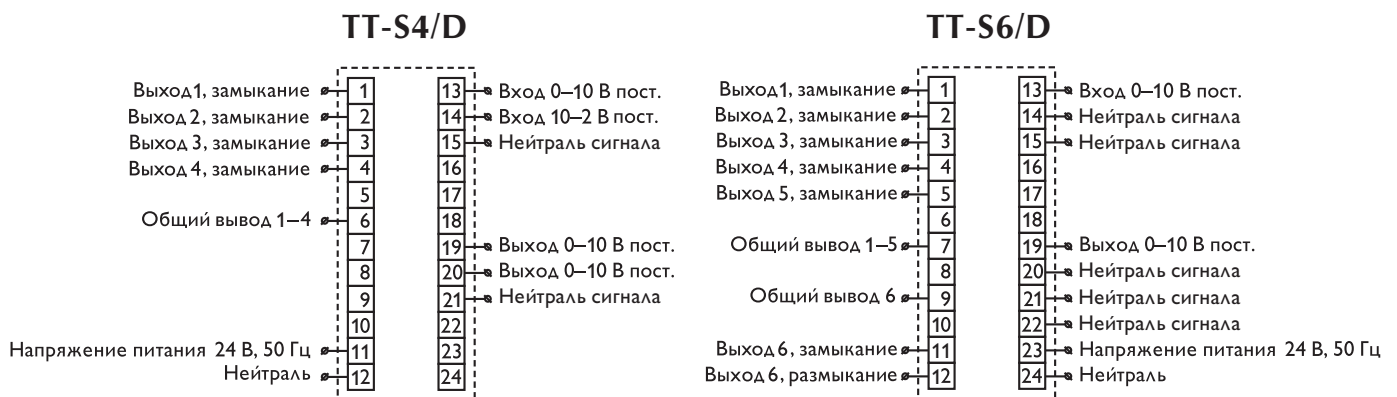 TT-S4/D
Выход1, замыкание 1 13 Вход 0–10 В пост.
Выход 2, замыкание 2 14 Вход 10–2 В пост.
Выход 3, замыкание 3 15 Нейтраль сигнала
Выход 4, замыкание 4 16
5 17
Общий вывод 1–4 6 18
7 19 Выход 0–10 В пост.
8 20 Выход 0–10 В пост.
9 21 Нейтраль сигнала
10 22
Напряжение питания 24 В, 50 Гц 11 23
Нейтраль 12 24
TT-S6/D
Выход1, замыкание 1 13 Вход 0–10 В пост.
Выход 2, замыкание 2 14 Нейтраль сигнала
Выход 3, замыкание 3 15 Нейтраль сигнала
Выход 4, замыкание 4 16
Выход 5, замыкание 5 17
6 18
Общий вывод 1–5 7 19 Выход 0–10 В пост.
8 20 Нейтраль сигнала
Общий вывод 6 9 21 Нейтраль сигнала
10 22 Нейтраль сигнала
Выход 6, замыкание 11 23 Напряжение питания 24 В, 50 Гц
Выход 6, размыкание 12 24 Нейтраль